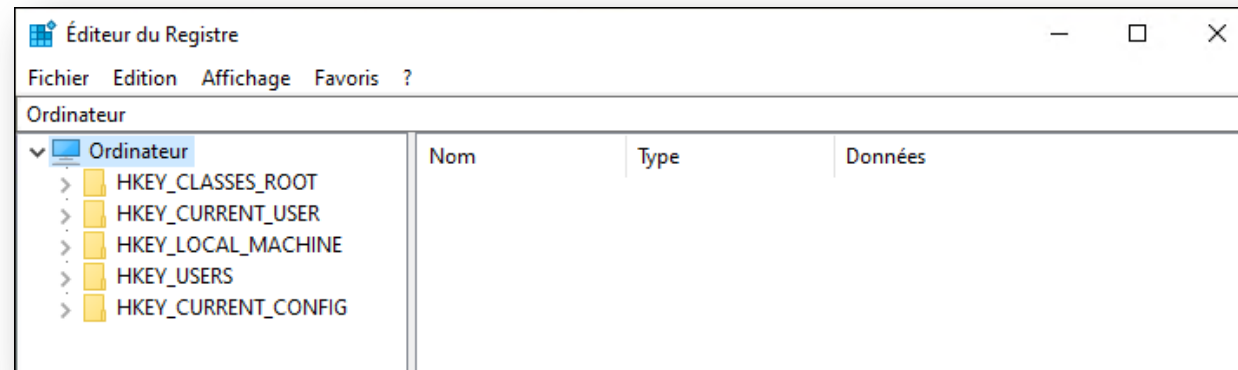 Éditeur du Registre
Fichier Edition Affichage Favoris ?
Ordinateur
Ordinateur
HKEY_CLASSES_ROOT
HKEY_CURRENT_USER
HKEY_LOCAL_MACHINE
HKEY_USERS
HKEY_CURRENT_CONFIG
Nom Type Données